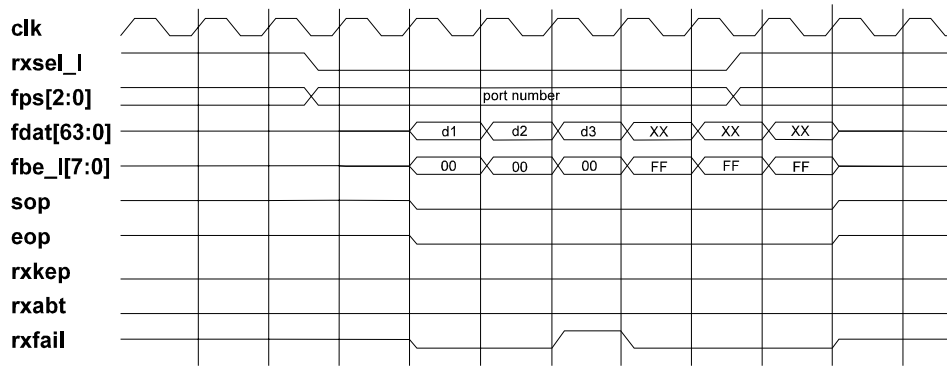 clk
rxsel_l
fps[2:0] port number
fdat[63:0] d1 d2 d3 XX XX XX
fbe_l[7:0] 00 00 00 FF FF FF
sop
eop
rxkep
rxabt
rxfail